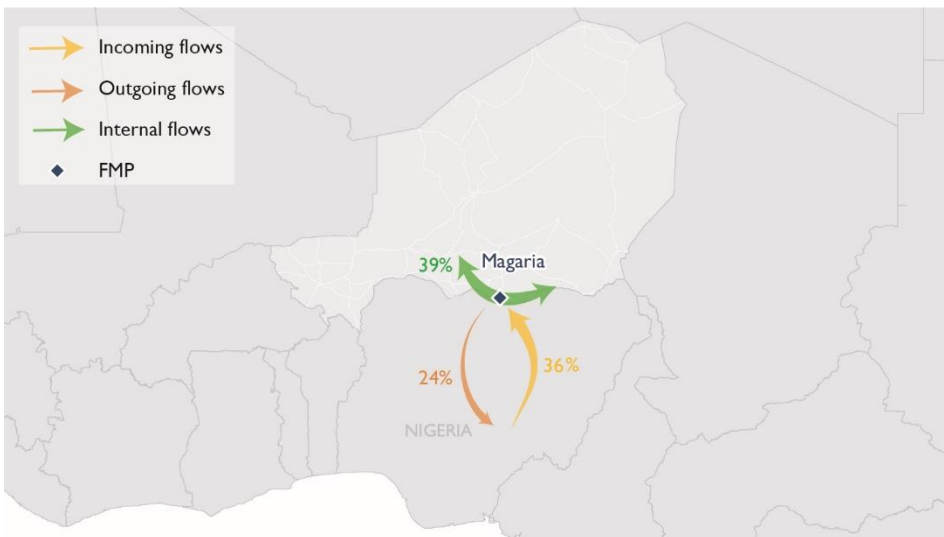 Incoming flows
Outgoing flows
Internal flows
FMP
39%
Magaria
24%
36%
NIGERIA